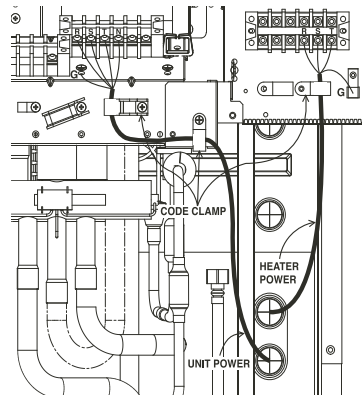 R S T N
R S T
G
G
CODE CLAMP
HEATER
POWER
UNIT POWER